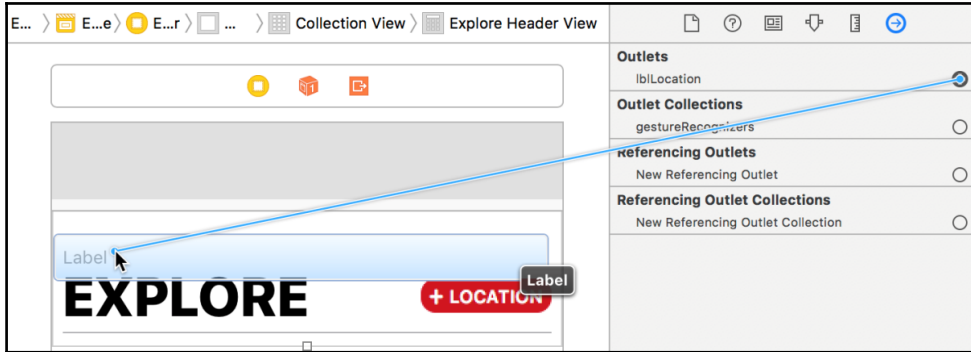 E... E...e E...r ... Collection View Explore Header View
Outlets
lblLocation
Outlet Collections
gestureRecognizers
Referencing Outlets
New Referencing Outlet
Referencing Outlet Collections
New Referencing Outlet Collection
Label
Label
EXPLORE
+ LOCATION